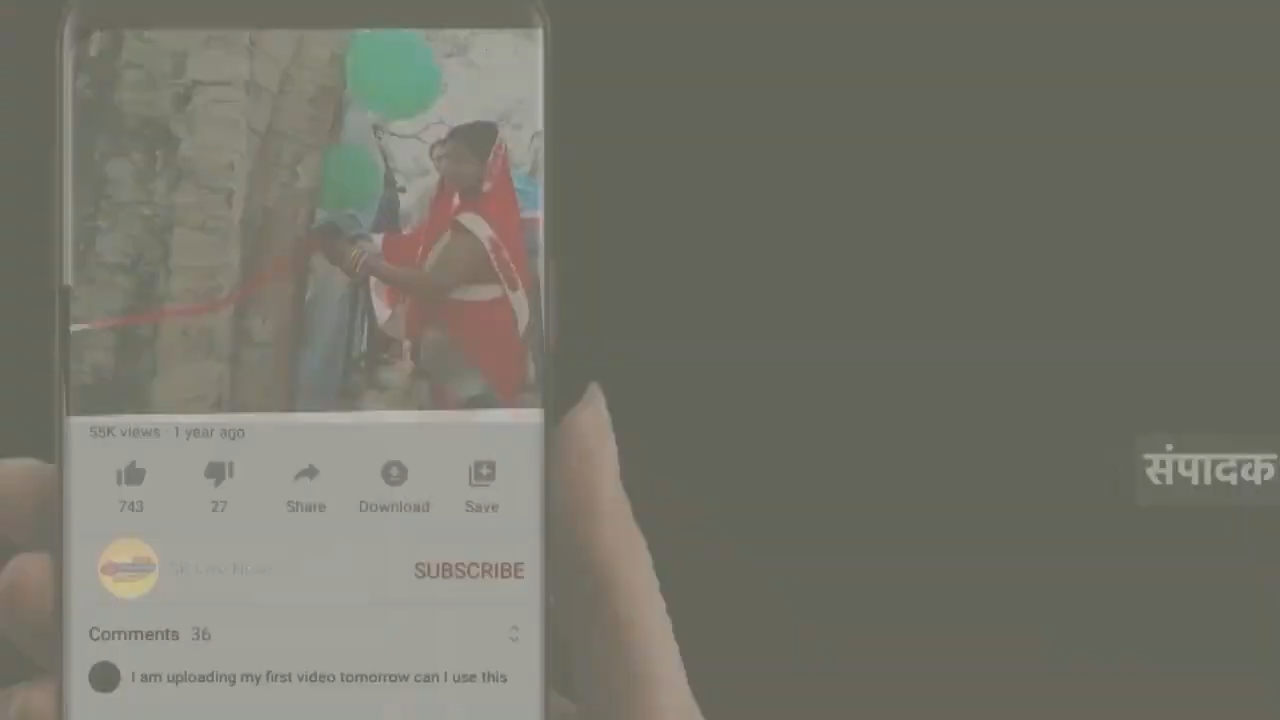 55K views · 1 year ago
743
27
Share
Download
Save
SUBSCRIBE
Comments 36
I am uploading my first video tomorrow can I use this
संपादक